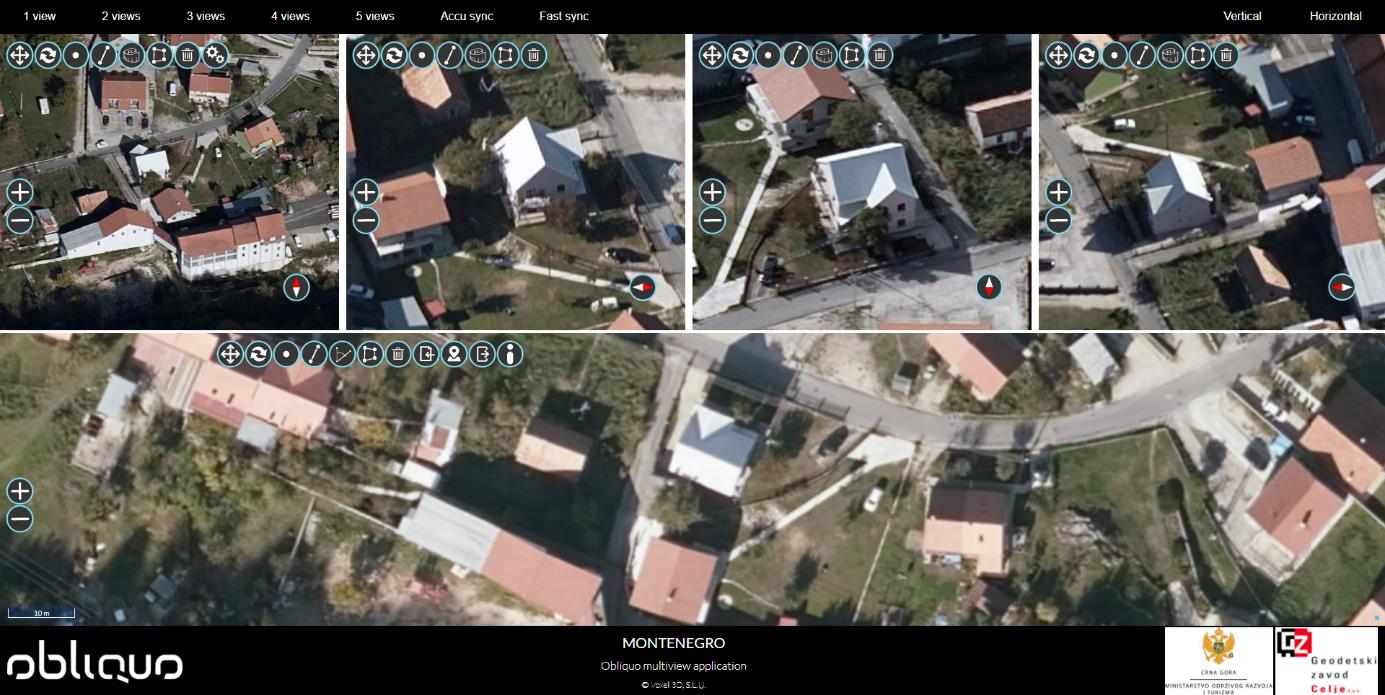 1 view 2 views 3 views 4 views 5 views Accu sync Fast sync Vertical Horizontal
10 m
obliquo
MONTENEGRO
Obliquo multiview application
© Voxel 3D, S.L.U.
CRNA GORA
MINISTARSTVO ODRŽIVOG RAZVOJA
I TURIZMA
GZ
Geodetski
zavod
Celje d.o.o.